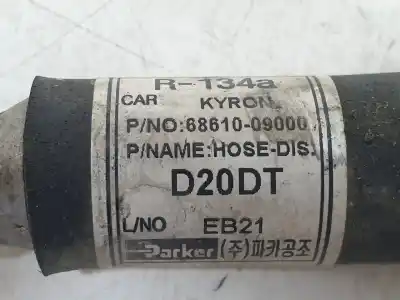 R-134a
CAR KYRON
P/NO:68610-09000
P/NAME:HOSE-DIS.
D20DT
L/NO EB21
Parker (주)파카공조